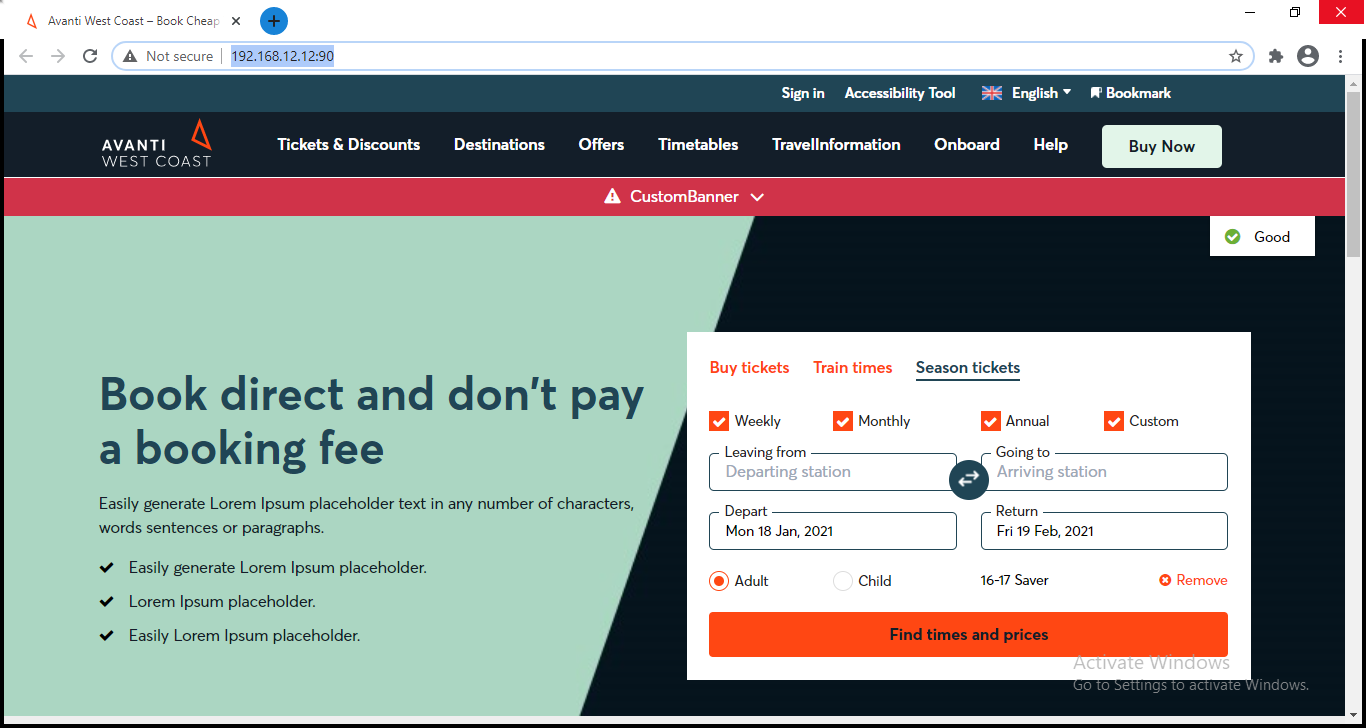 Avanti West Coast – Book Cheap
Not secure
192.168.12.12:90
Sign in Accessibility Tool English Bookmark
AVANTI
WEST COAST
Tickets & Discounts Destinations Offers Timetables TravelInformation Onboard Help Buy Now
CustomBanner
Good
Book direct and don't pay
a booking fee
Easily generate Lorem Ipsum placeholder text in any number of characters,
words sentences or paragraphs.
Easily generate Lorem Ipsum placeholder.
Lorem Ipsum placeholder.
Easily Lorem Ipsum placeholder.
Buy tickets Train times Season tickets
Weekly Monthly Annual Custom
Leaving from Going to
Departing station Arriving station
Depart Return
Mon 18 Jan, 2021 Fri 19 Feb, 2021
Adult Child 16-17 Saver Remove
Find times and prices
Activate Windows
Go to Settings to activate Windows.